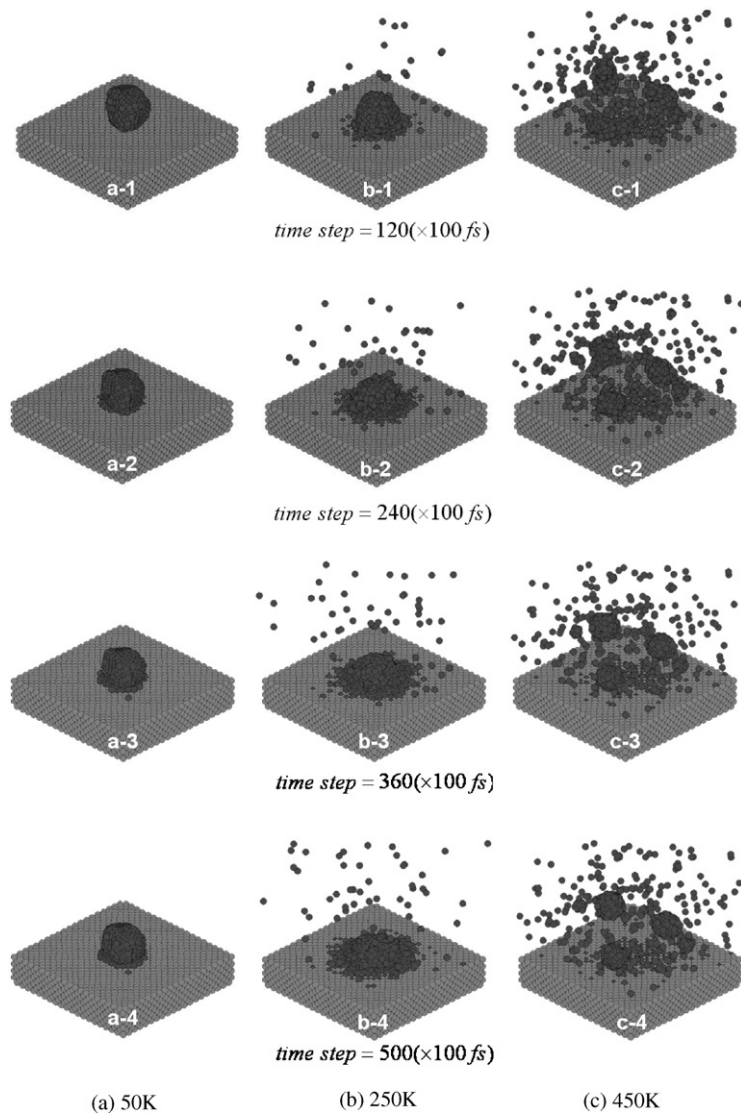 a-1 b-1 c-1
time step = 120(×100 fs)
a-2 b-2 c-2
time step = 240(×100 fs)
a-3 b-3 c-3
time step = 360(×100 fs)
a-4 b-4 c-4
time step = 500(×100 fs)
(a) 50K (b) 250K (c) 450K